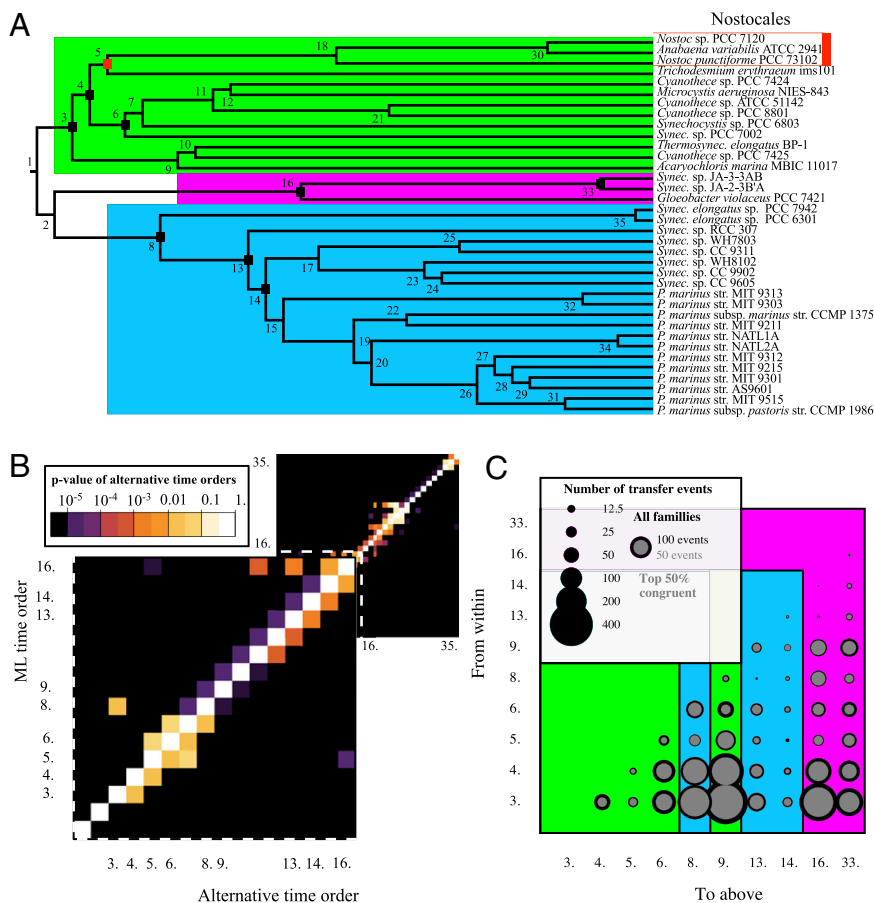 A
Nostocales
Nostoc sp. PCC 7120
Anabaena variabilis ATCC 2941
Nostoc punctiforme PCC 73102
Trichodesmium erythraeum ims101
Cyanothece sp. PCC 7424
Microcystis aeruginosa NIES-843
Cyanothece sp. ATCC 51142
Cyanothece sp. PCC 8801
Synechocystis sp. PCC 6803
Synec. sp. PCC 7002
Thermosynec. elongatus BP-1
Cyanothece sp. PCC 7425
Acaryochloris marina MBIC 11017
Synec. sp. JA-3-3AB
Synec. sp. JA-2-3B'A
Gloeobacter violaceus PCC 7421
Synec. elongatus sp. PCC 7942
Synec. elongatus sp. PCC 6301
Synec. sp. RCC 307
Synec. sp. WH7803
Synec. sp. CC 9311
Synec. sp. WH8102
Synec. sp. CC 9902
Synec. sp. CC 9605
P. marinus str. MIT 9313
P. marinus str. MIT 9303
P. marinus subsp. marinus str. CCMP 1375
P. marinus str. MIT 9211
P. marinus str. NATL1A
P. marinus str. NATL2A
P. marinus str. MIT 9312
P. marinus str. MIT 9215
P. marinus str. MIT 9301
P. marinus str. AS9601
P. marinus str. MIT 9515
P. marinus subsp. pastoris str. CCMP 1986
1
2
3
4
5
6
7
8
9
10
11
12
13
14
15
16
17
18
19
20
21
22
23
24
25
26
27
28
29
30
31
32
33
34
35
B
p-value of alternative time orders
10-5 10-4 10-3 0.01 0.1 1.
35.
16.
16. 35.
ML time order
16.
14.
13.
9.
8.
6.
5.
4.
3.
3. 4. 5. 6. 8. 9. 13. 14. 16.
Alternative time order
C
Number of transfer events
12.5
25
50
100
200
400
All famillies
100 events
50 events
Top 50%
congruent
From within
33.
16.
14.
13.
9.
8.
6.
5.
4.
3.
3. 4. 5. 6. 8. 9. 13. 14. 16. 33.
To above